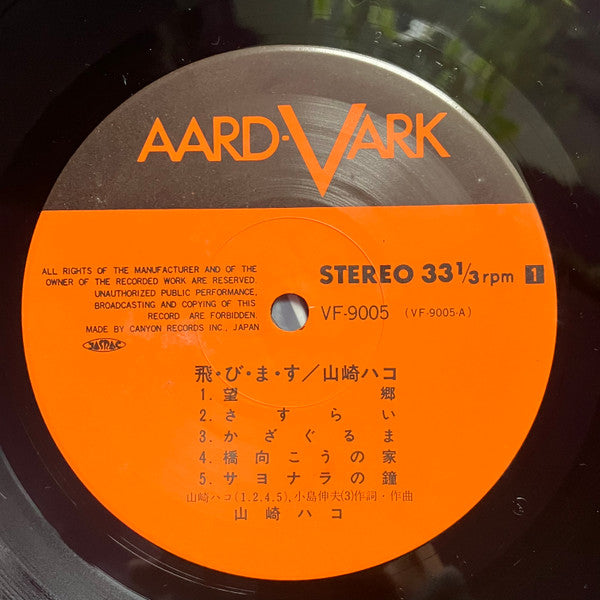 AARD-VARK
ALL RIGHTS OF THE MANUFACTURER AND OF THE
OWNER OF THE RECORDED WORK ARE RESERVED.
UNAUTHORIZED PUBLIC PERFORMANCE,
BROADCASTING AND COPYING OF THIS
RECORD ARE FORBIDDEN.
MADE BY CANYON RECORDS INC., JAPAN
JASRAC
STEREO 33 1/3 rpm 1
VF-9005 (VF-9005-A)
飛・び・ま・す／山崎ハコ
1. 望郷
2. さすらい
3. かざぐるま
4. 橋向こうの家
5. サヨナラの鐘
山崎ハコ(1.2.4.5), 小島伸夫(3)作詞・作曲
山崎ハコ